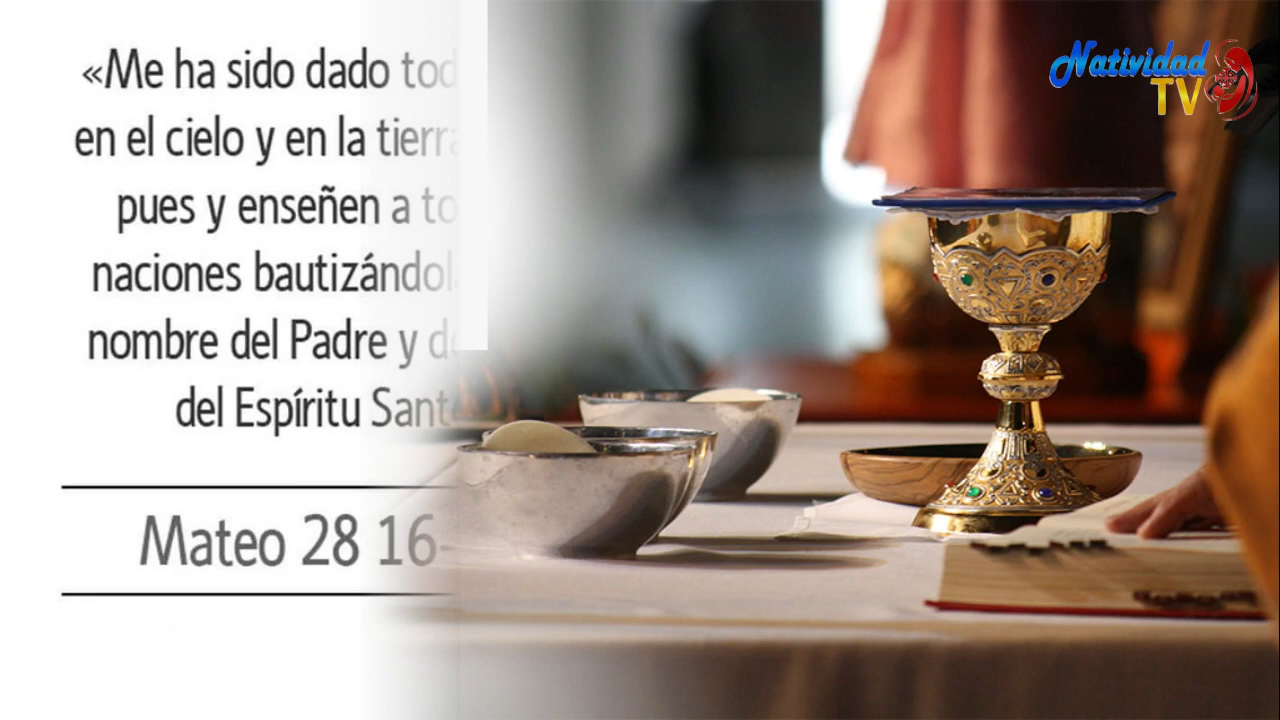 «Me ha sido dado tod
en el cielo y en la tierra
pues y enseñen a to
naciones bautizándol
nombre del Padre y de
del Espíritu Sant
Mateo 28 16-
Natividad
TV